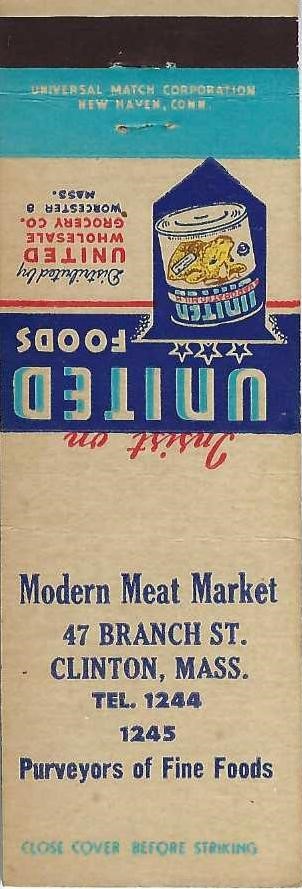 UNIVERSAL MATCH CORPORATION
NEW HAVEN, CONN.
Insist on
UNITED
FOODS
UNITED
Distributed by
UNITED
WHOLESALE
GROCERY CO.
WORCESTER 8
MASS.
Modern Meat Market
47 BRANCH ST.
CLINTON, MASS.
TEL. 1244
1245
Purveyors of Fine Foods
CLOSE COVER BEFORE STRIKING